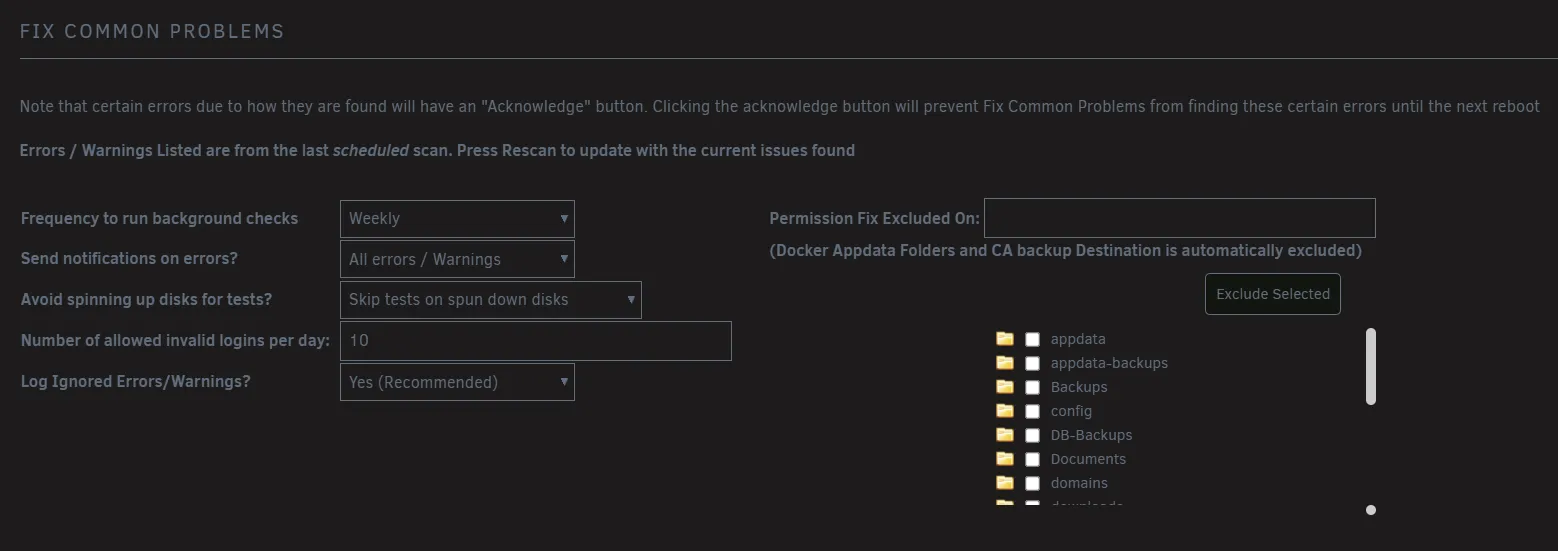 FIX COMMON PROBLEMS
Note that certain errors due to how they are found will have an "Acknowledge" button. Clicking the acknowledge button will prevent Fix Common Problems from finding these certain errors until the next reboot
Errors / Warnings Listed are from the last scheduled scan. Press Rescan to update with the current issues found
Frequency to run background checks Weekly
Send notifications on errors? All errors / Warnings
Avoid spinning up disks for tests? Skip tests on spun down disks
Number of allowed invalid logins per day: 10
Log Ignored Errors/Warnings? Yes (Recommended)
Permission Fix Excluded On:
(Docker Appdata Folders and CA backup Destination is automatically excluded)
Exclude Selected
appdata
appdata-backups
Backups
config
DB-Backups
Documents
domains